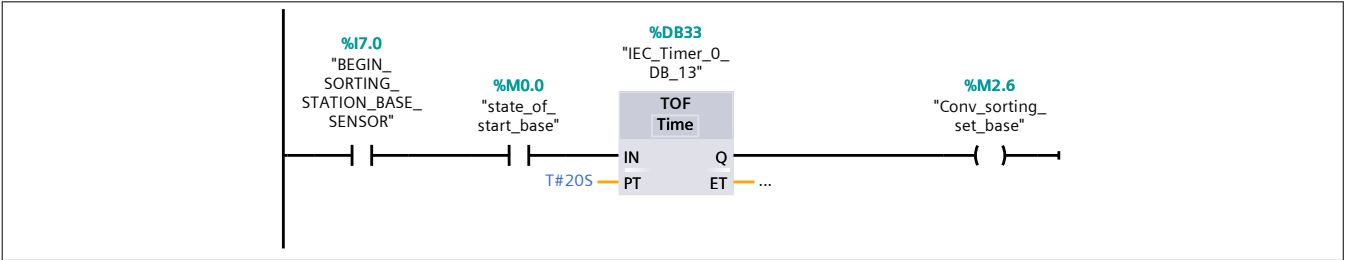 %I7.0
"BEGIN_
SORTING_
STATION_BASE_
SENSOR"
%M0.0
"state_of_
start_base"
%DB33
"IEC_Timer_0_
DB_13"
TOF
Time
IN
Q
T#20S
PT
ET
...
%M2.6
"Conv_sorting_
set_base"